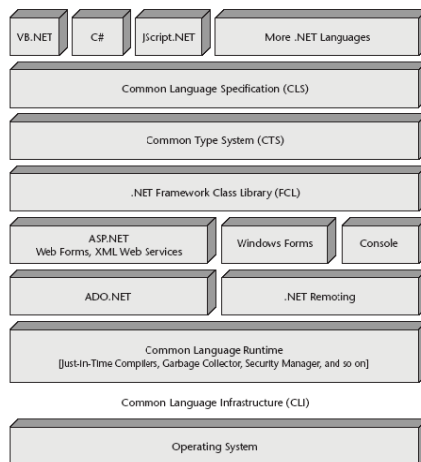 VB.NET C# JScript.NET More .NET Languages
Common Language Specification (CLS)
Common Type System (CTS)
.NET Framework Class Library (FCL)
ASP.NET
Web Forms, XML Web Services
Windows Forms
Console
ADO.NET .NET Remoting
Common Language Runtime
[Just-in-Time Compilers, Garbage Collector, Security Manager, and so on]
Common Language Infrastructure (CLI)
Operating System